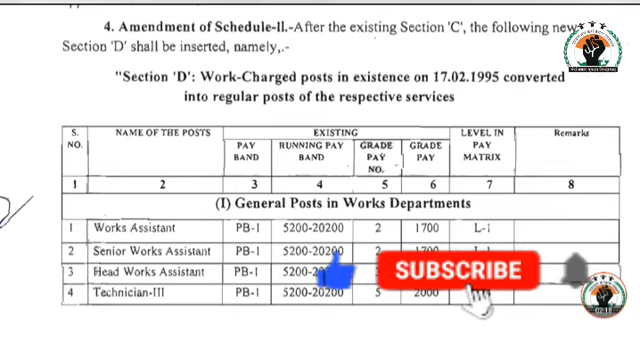 4. Amendment of Schedule-II.-After the existing Section 'C', the following new
Section 'D' shall be inserted, namely,.-
"Section 'D': Work-Charged posts in existence on 17.02.1995 converted
into regular posts of the respective services
S. NO. NAME OF THE POSTS EXISTING LEVEL IN PAY MATRIX Remarks
PAY BAND RUNNING PAY BAND GRADE PAY NO. GRADE PAY
1 2 3 4 5 6 7 8
(I) General Posts in Works Departments
1 Works Assistant PB-1 5200-20200 2 1700 L-1
2 Senior Works Assistant PB-1 5200-20200 2 1700 L-1
3 Head Works Assistant PB-1
4 Technician-III PB-1 5200-20200 5 2000
SUBSCRIBE